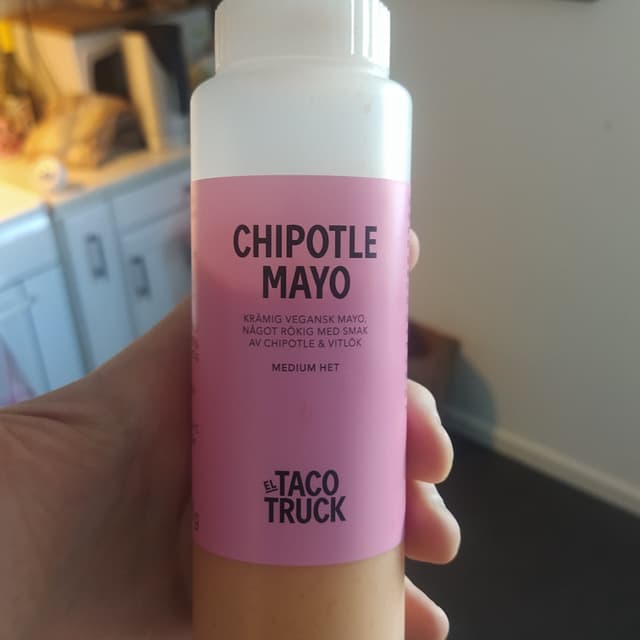 CHIPOTLE
MAYO
KRÄMIG VEGANSK MAYO,
NÅGOT RÖKIG MED SMAK
AV CHIPOTLE & VITLÖK
MEDIUM HET
EL TACO
TRUCK